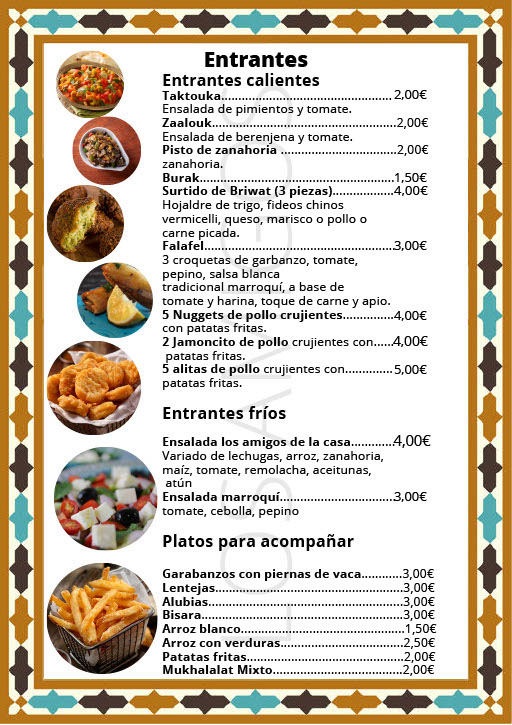 Entrantes
Entrantes calientes
Taktouka................................................... 2,00€
Ensalada de pimientos y tomate.
Zaalouk......................................................2,00€
Ensalada de berenjena y tomate.
Pisto de zanahoria ..................................2,00€
zanahoria.
Burak.........................................................1,50€
Surtido de Briwat (3 piezas)..................4,00€
Hojaldre de trigo, fideos chinos
vermicelli, queso, marisco o pollo o
carne picada.
Falafel.......................................................3,00€
3 croquetas de garbanzo, tomate,
pepino, salsa blanca
tradicional marroquí, a base de
tomate y harina, toque de carne y apio.
5 Nuggets de pollo crujientes...............4,00€
con patatas fritas.
2 Jamoncito de pollo crujientes con.....4,00€
patatas fritas.
5 alitas de pollo crujientes con..............5,00€
patatas fritas.
Entrantes fríos
Ensalada los amigos de la casa............4,00€
Variado de lechugas, arroz, zanahoria,
maíz, tomate, remolacha, aceitunas,
atún
Ensalada marroquí.................................3,00€
tomate, cebolla, pepino
Platos para acompañar
Garabanzos con piernas de vaca............3,00€
Lentejas.......................................................3,00€
Alubias.........................................................3,00€
Bisara...........................................................3,00€
Arroz blanco................................................1,50€
Arroz con verduras....................................2,50€
Patatas fritas..............................................2,00€
Mukhalalat Mixto......................................2,00€
LOS AMIGOS